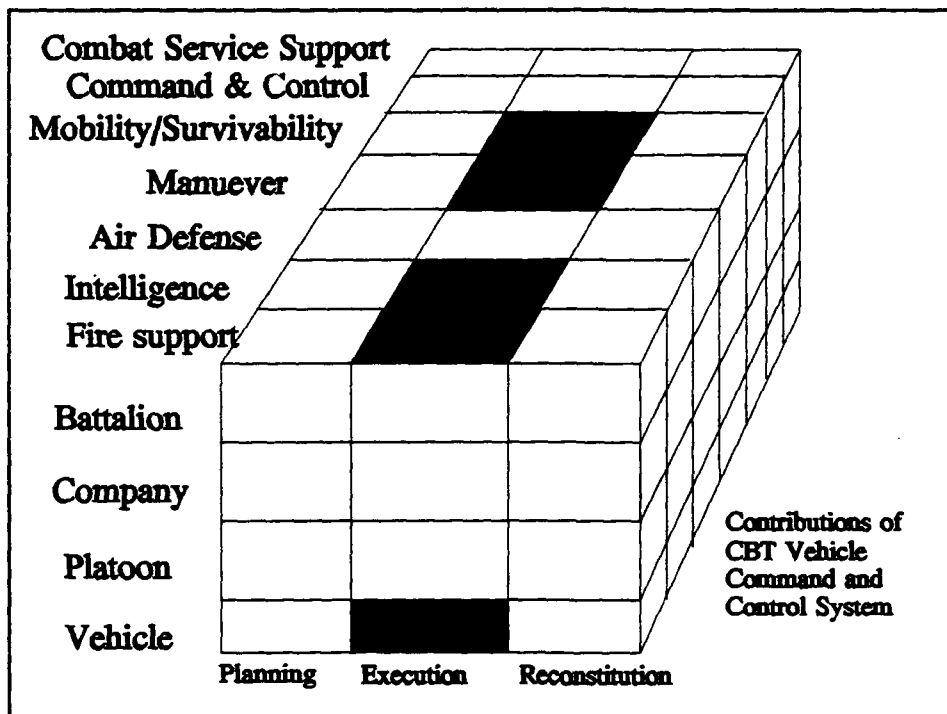 Combat Service Support
Command & Control
Mobility/Survivability
Manuever
Air Defense
Intelligence
Fire support
Battalion
Company
Platoon
Vehicle
Planning Execution Reconstitution
Contributions of
CBT Vehicle
Command and
Control System